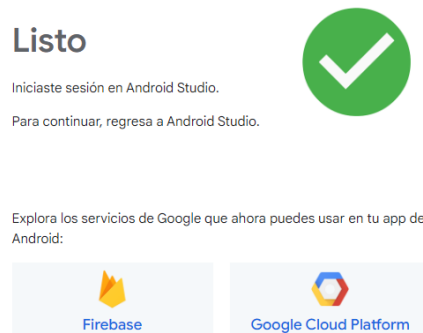 Listo
Iniciaste sesión en Android Studio.
Para continuar, regresa a Android Studio.
Explora los servicios de Google que ahora puedes usar en tu app de
Android:
Firebase
Google Cloud Platform